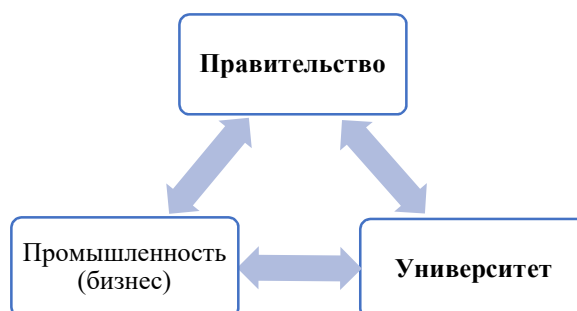 Правительство
Промышленность
(бизнес)
Университет